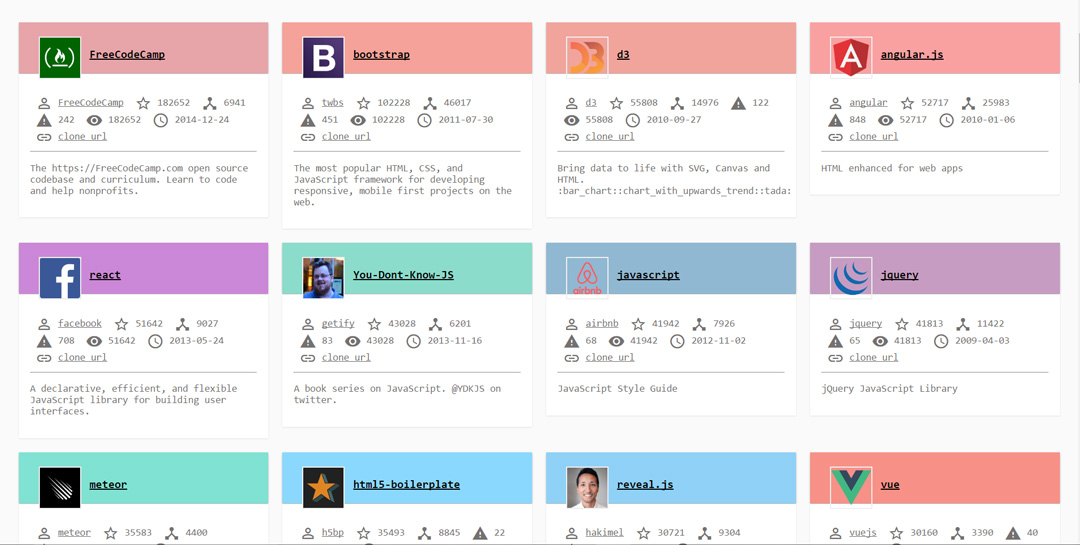 FreeCodeCamp
FreeCodeCamp 182652 6941
242 182652 2014-12-24
clone url
The https://FreeCodeCamp.com open source
codebase and curriculum. Learn to code
and help nonprofits.
B
bootstrap
twbs 102228 46017
451 102228 2011-07-30
clone url
The most popular HTML, CSS, and
JavaScript framework for developing
responsive, mobile first projects on the
web.
D3
d3
d3 55808 14976 122
55808 2010-09-27
clone url
Bring data to life with SVG, Canvas and
HTML.
:bar_chart::chart_with_upwards_trend::tada:
A
angular.js
angular 52717 25983
848 52717 2010-01-06
clone url
HTML enhanced for web apps
f
react
facebook 51642 9027
708 51642 2013-05-24
clone url
A declarative, efficient, and flexible
JavaScript library for building user
interfaces.
You-Dont-Know-JS
getify 43028 6201
83 43028 2013-11-16
clone url
A book series on JavaScript. @YDKJS on
twitter.
airbnb
javascript
airbnb 41942 7926
68 41942 2012-11-02
clone url
JavaScript Style Guide
jquery
jquery 41813 11422
65 41813 2009-04-03
clone url
jQuery JavaScript Library
meteor
meteor 35583 4400
html5-boilerplate
h5bp 35493 8845 22
reveal.js
hakimel 30721 9304
vue
vuejs 30160 3390 40